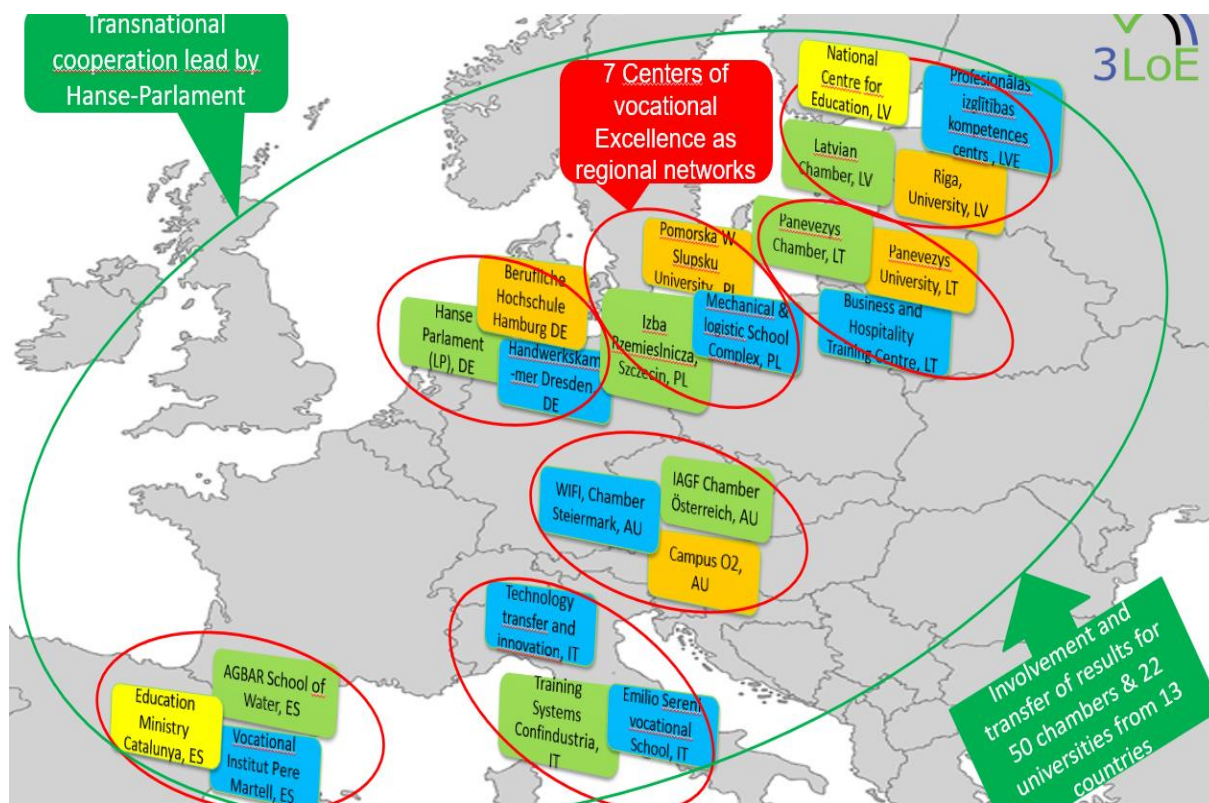 Transnational
cooperation lead by
Hanse-Parlament
7 Centers of
vocational
Excellence as
regional networks
3LoE
National
Centre for
Education, LV
Profesionālas
izglītības
kompetences
centrs , LVE
Latvian
Chamber, LV
Riga,
University, LV
Panevezys
Chamber, LT
Panevezys
University, LT
Business and
Hospitality
Training Centre, LT
Pomorska W
Slupsku
University, PL
Mechanical &
logistic School
Complex, PL
Izba
Rzemieslnicza,
Szczecin, PL
Berufliche
Hochschule
Hamburg DE
Hanse
Parlament
(LP), DE
Handwerkskam
-mer Dresden,
DE
WIFI, Chamber
Steiermark, AU
IAGF Chamber
Österreich, AU
Campus O2,
AU
Technology
transfer and
innovation, IT
Training
Systems
Confindustria,
IT
Emilio Sereni
vocational
School, IT
AGBAR School of
Water, ES
Education
Ministry
Catalunya, ES
Vocational
Institut Pere
Martell, ES
Involvement and
transfer of results for
50 chambers & 22
universities from 13
countries